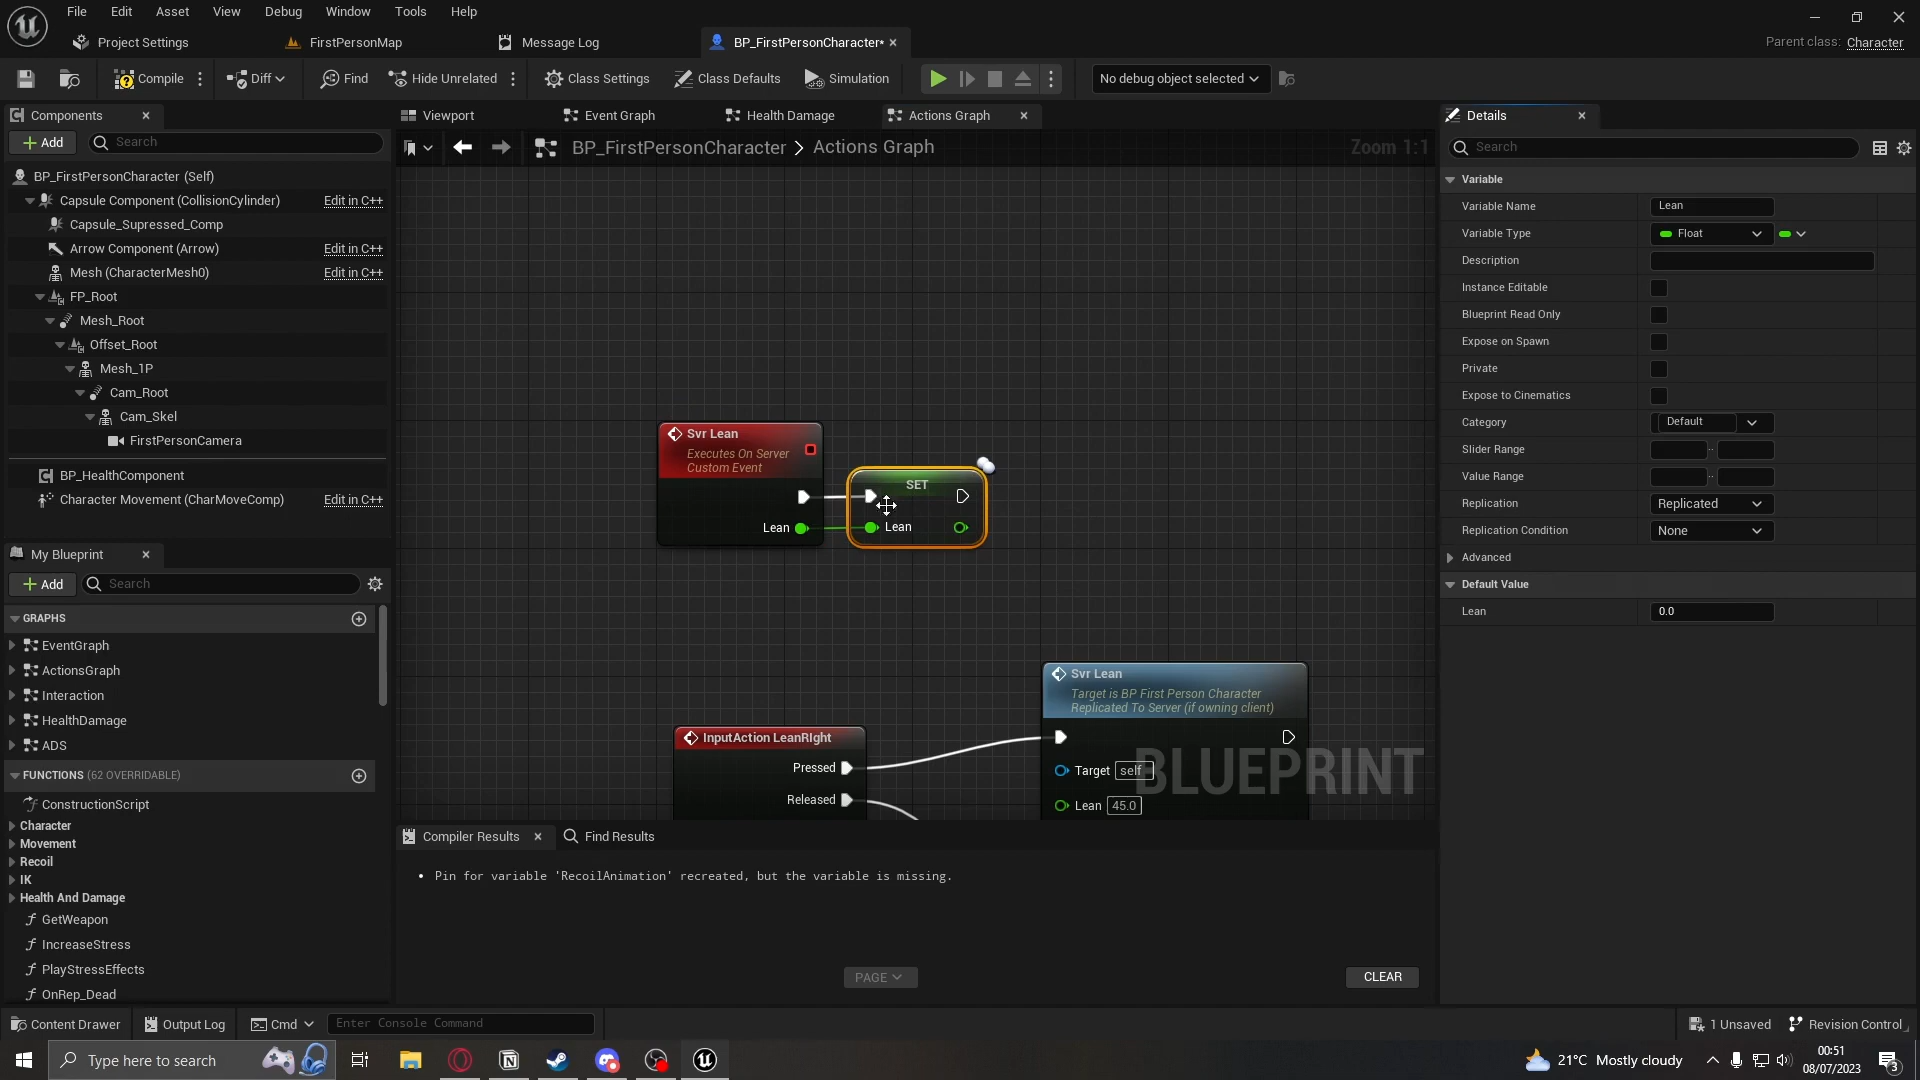 File Edit Asset View Debug Window Tools Help
Project Settings FirstPersonMap Message Log BP_FirstPersonCharacter* Parent class: Character
Compile Diff Find Hide Unrelated Class Settings Class Defaults Simulation No debug object selected
Components
Viewport Event Graph Health Damage Actions Graph
Details
Add Search
BP_FirstPersonCharacter > Actions Graph Zoom 1:1
Search
BP_FirstPersonCharacter (Self)
Capsule Component (CollisionCylinder) Edit in C++
Capsule_Supressed_Comp
Arrow Component (Arrow) Edit in C++
Mesh (CharacterMesh0) Edit in C++
FP_Root
Mesh_Root
Offset_Root
Mesh_1P
Cam_Root
Cam_Skel
FirstPersonCamera
BP_HealthComponent
Character Movement (CharMoveComp) Edit in C++
My Blueprint
Add Search
GRAPHS
EventGraph
ActionsGraph
Interaction
HealthDamage
ADS
FUNCTIONS (62 OVERRIDABLE)
ConstructionScript
Character
Movement
Recoil
IK
Health And Damage
GetWeapon
IncreaseStress
PlayStressEffects
OnRep_Dead
Svr Lean
Executes On Server
Custom Event
Lean
SET
Lean
Svr Lean
Target is BP First Person Character
Replicated To Server (if owning client)
Target self
Lean 45.0
InputAction LeanRIght
Pressed
Released
BLUEPRINT
Compiler Results Find Results
• Pin for variable 'RecoilAnimation' recreated, but the variable is missing.
PAGE CLEAR
Variable
Variable Name Lean
Variable Type Float
Description
Instance Editable
Blueprint Read Only
Expose on Spawn
Private
Expose to Cinematics
Category Default
Slider Range
Value Range
Replication Replicated
Replication Condition None
Advanced
Default Value
Lean 0.0
Content Drawer Output Log Cmd Enter Console Command 1 Unsaved Revision Control
Type here to search 21°C Mostly cloudy 00:51
08/07/2023
3